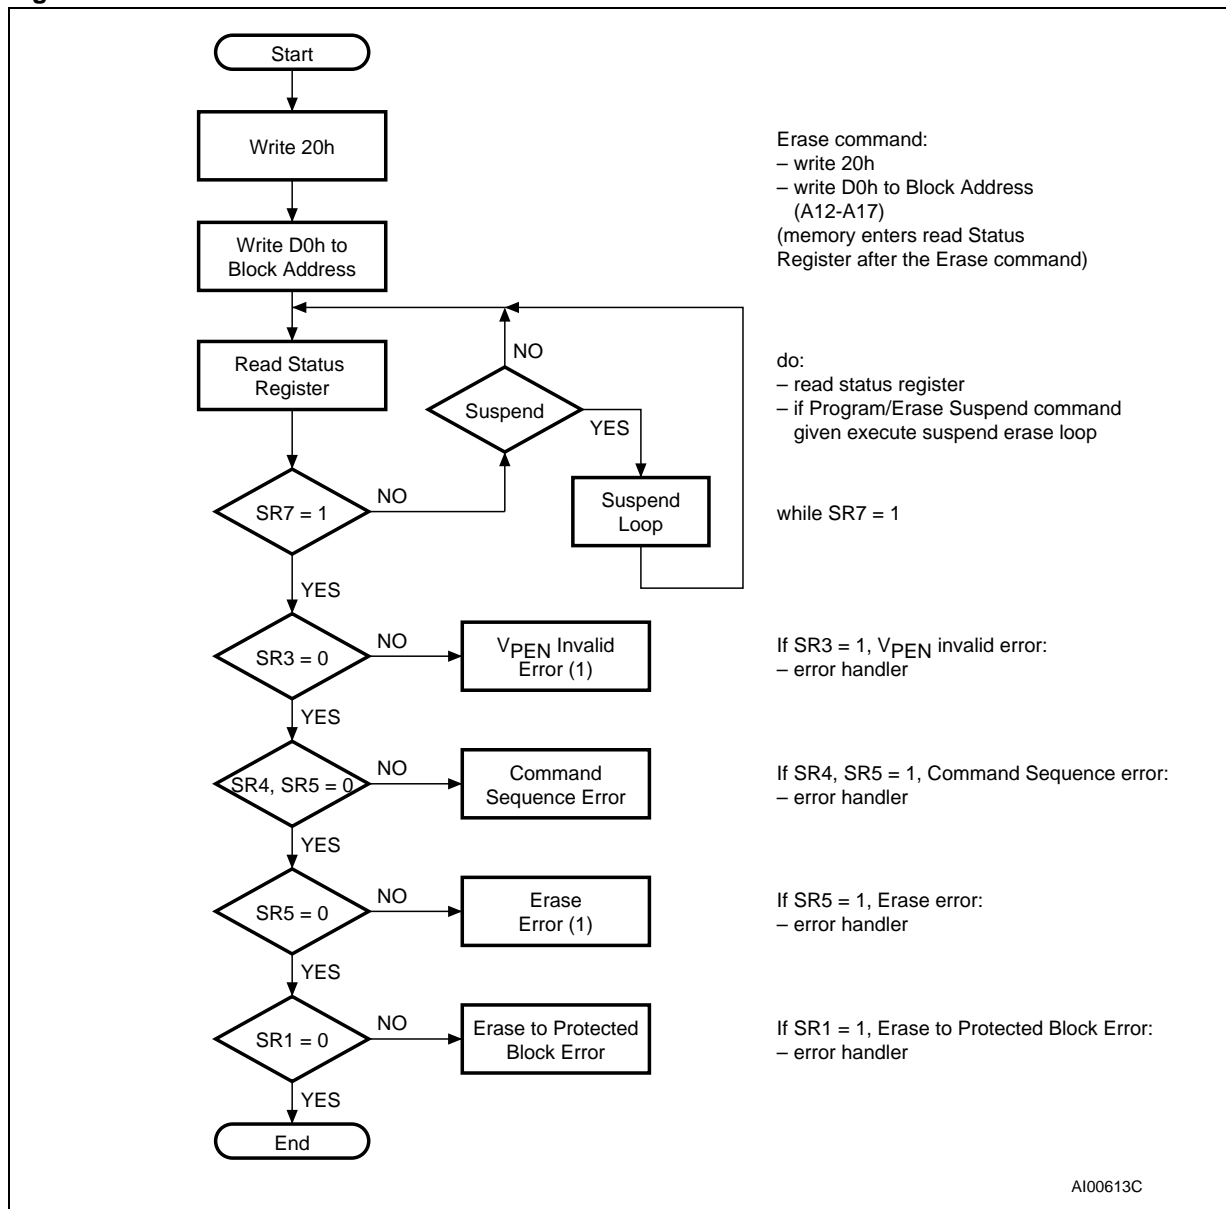 Start
Write 20h
Erase command:
– write 20h
– write D0h to Block Address
(A12-A17)
(memory enters read Status
Register after the Erase command)
Write D0h to
Block Address
NO
Read Status
Register
Suspend
YES
do:
– read status register
– if Program/Erase Suspend command
given execute suspend erase loop
SR7 = 1
NO
Suspend
Loop
while SR7 = 1
YES
SR3 = 0
NO
VPEN Invalid
Error (1)
If SR3 = 1, VPEN invalid error:
– error handler
YES
SR4, SR5 = 0
NO
Command
Sequence Error
If SR4, SR5 = 1, Command Sequence error:
– error handler
YES
SR5 = 0
NO
Erase
Error (1)
If SR5 = 1, Erase error:
– error handler
YES
SR1 = 0
NO
Erase to Protected
Block Error
If SR1 = 1, Erase to Protected Block Error:
– error handler
YES
End
AI00613C